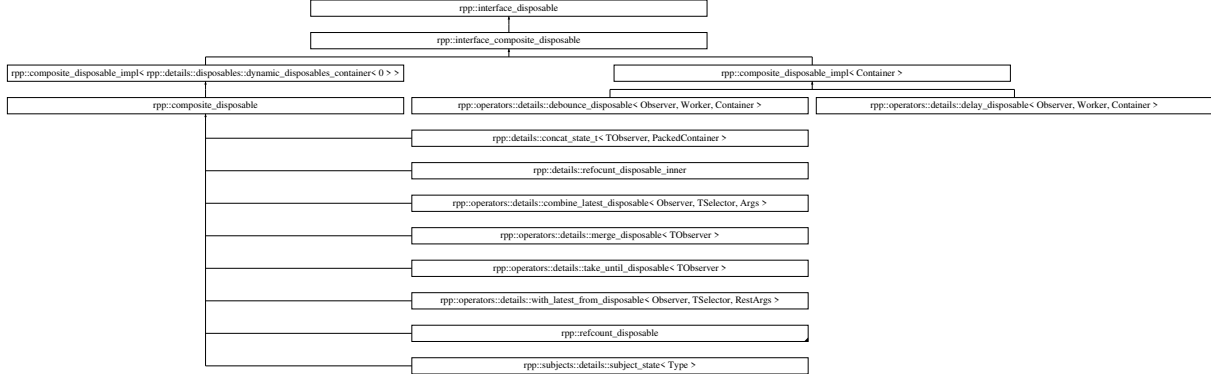 rpp::interface_disposable
rpp::interface_composite_disposable
rpp::composite_disposable_impl< rpp::details::disposables::dynamic_disposables_container< 0 > >
rpp::composite_disposable_impl< Container >
rpp::composite_disposable
rpp::operators::details::debounce_disposable< Observer, Worker, Container >
rpp::operators::details::delay_disposable< Observer, Worker, Container >
rpp::details::concat_state_t< TObserver, PackedContainer >
rpp::details::refocunt_disposable_inner
rpp::operators::details::combine_latest_disposable< Observer, TSelector, Args >
rpp::operators::details::merge_disposable< TObserver >
rpp::operators::details::take_until_disposable< TObserver >
rpp::operators::details::with_latest_from_disposable< Observer, TSelector, RestArgs >
rpp::refcount_disposable
rpp::subjects::details::subject_state< Type >